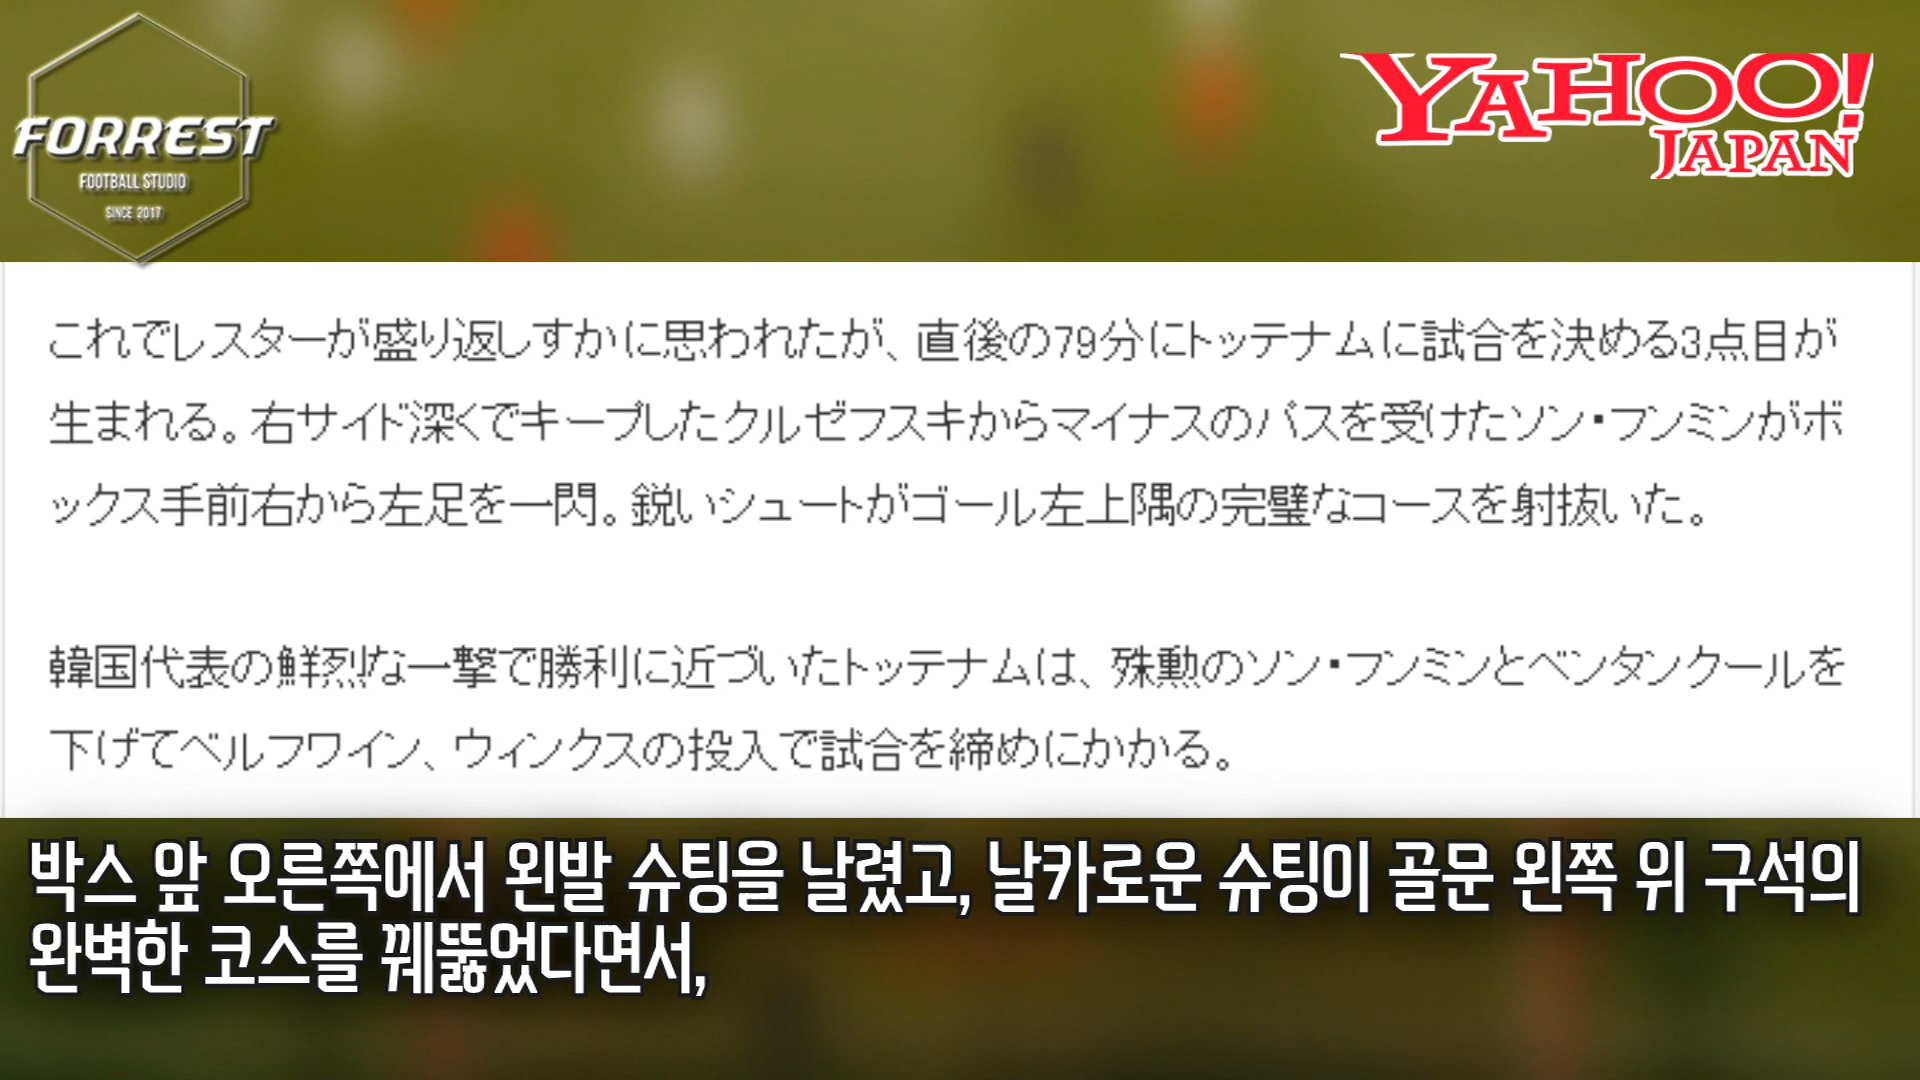 FORREST
FOOTBALL STUDIO
SINCE 2017
YAHOO!
JAPAN
これでレスターが盛り返しすかに思われたが、直後の79分にトッテナムに試合を決める3点目が
生まれる。右サイド深くでキープしたクルゼフスキからマイナスのパスを受けたソン・フンミンがボ
ックス手前右から左足を一閃。鋭いシュートがゴール左上隅の完璧なコースを射抜いた。
韓国代表の鮮烈な一撃で勝利に近づいたトッテナムは、殊勲のソン・フンミンとベンタンクールを
下げてベルフワイン、ウィンクスの投入で試合を締めにかかる。
박스 앞 오른쪽에서 왼발 슈팅을 날렸고, 날카로운 슈팅이 골문 왼쪽 위 구석의
완벽한 코스를 꿰뚫었다면서,